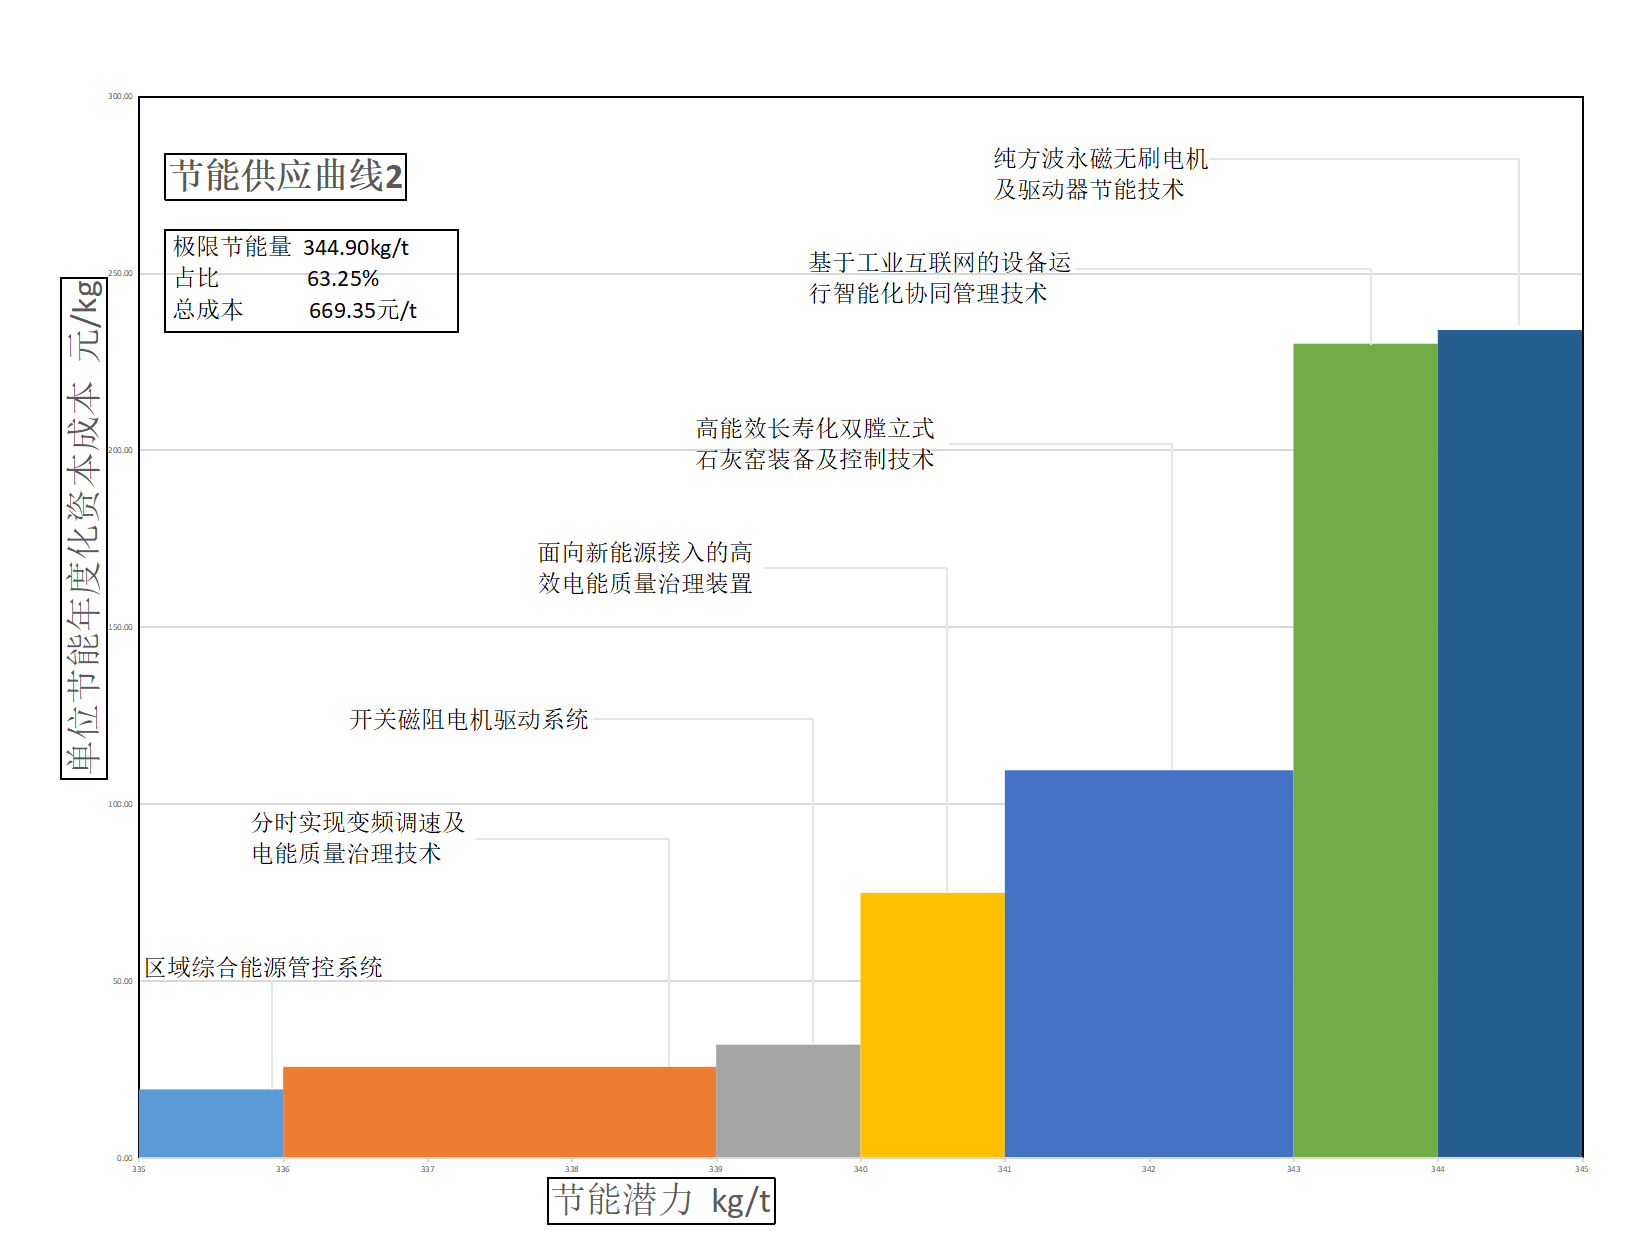 节能供应曲线2
极限节能量 344.90kg/t
占比 63.25%
总成本 669.35元/t
单位节能年度化资本成本 元/kg
300.00
250.00
200.00
150.00
100.00
50.00
0.00
纯方波永磁无刷电机
及驱动器节能技术
基于工业互联网的设备运
行智能化协同管理技术
高能效长寿化双膛立式
石灰窑装备及控制技术
面向新能源接入的高
效电能质量治理装置
开关磁阻电机驱动系统
分时实现变频调速及
电能质量治理技术
区域综合能源管控系统
335 336 337 338 339 340 341 342 343 344 345
节能潜力 kg/t